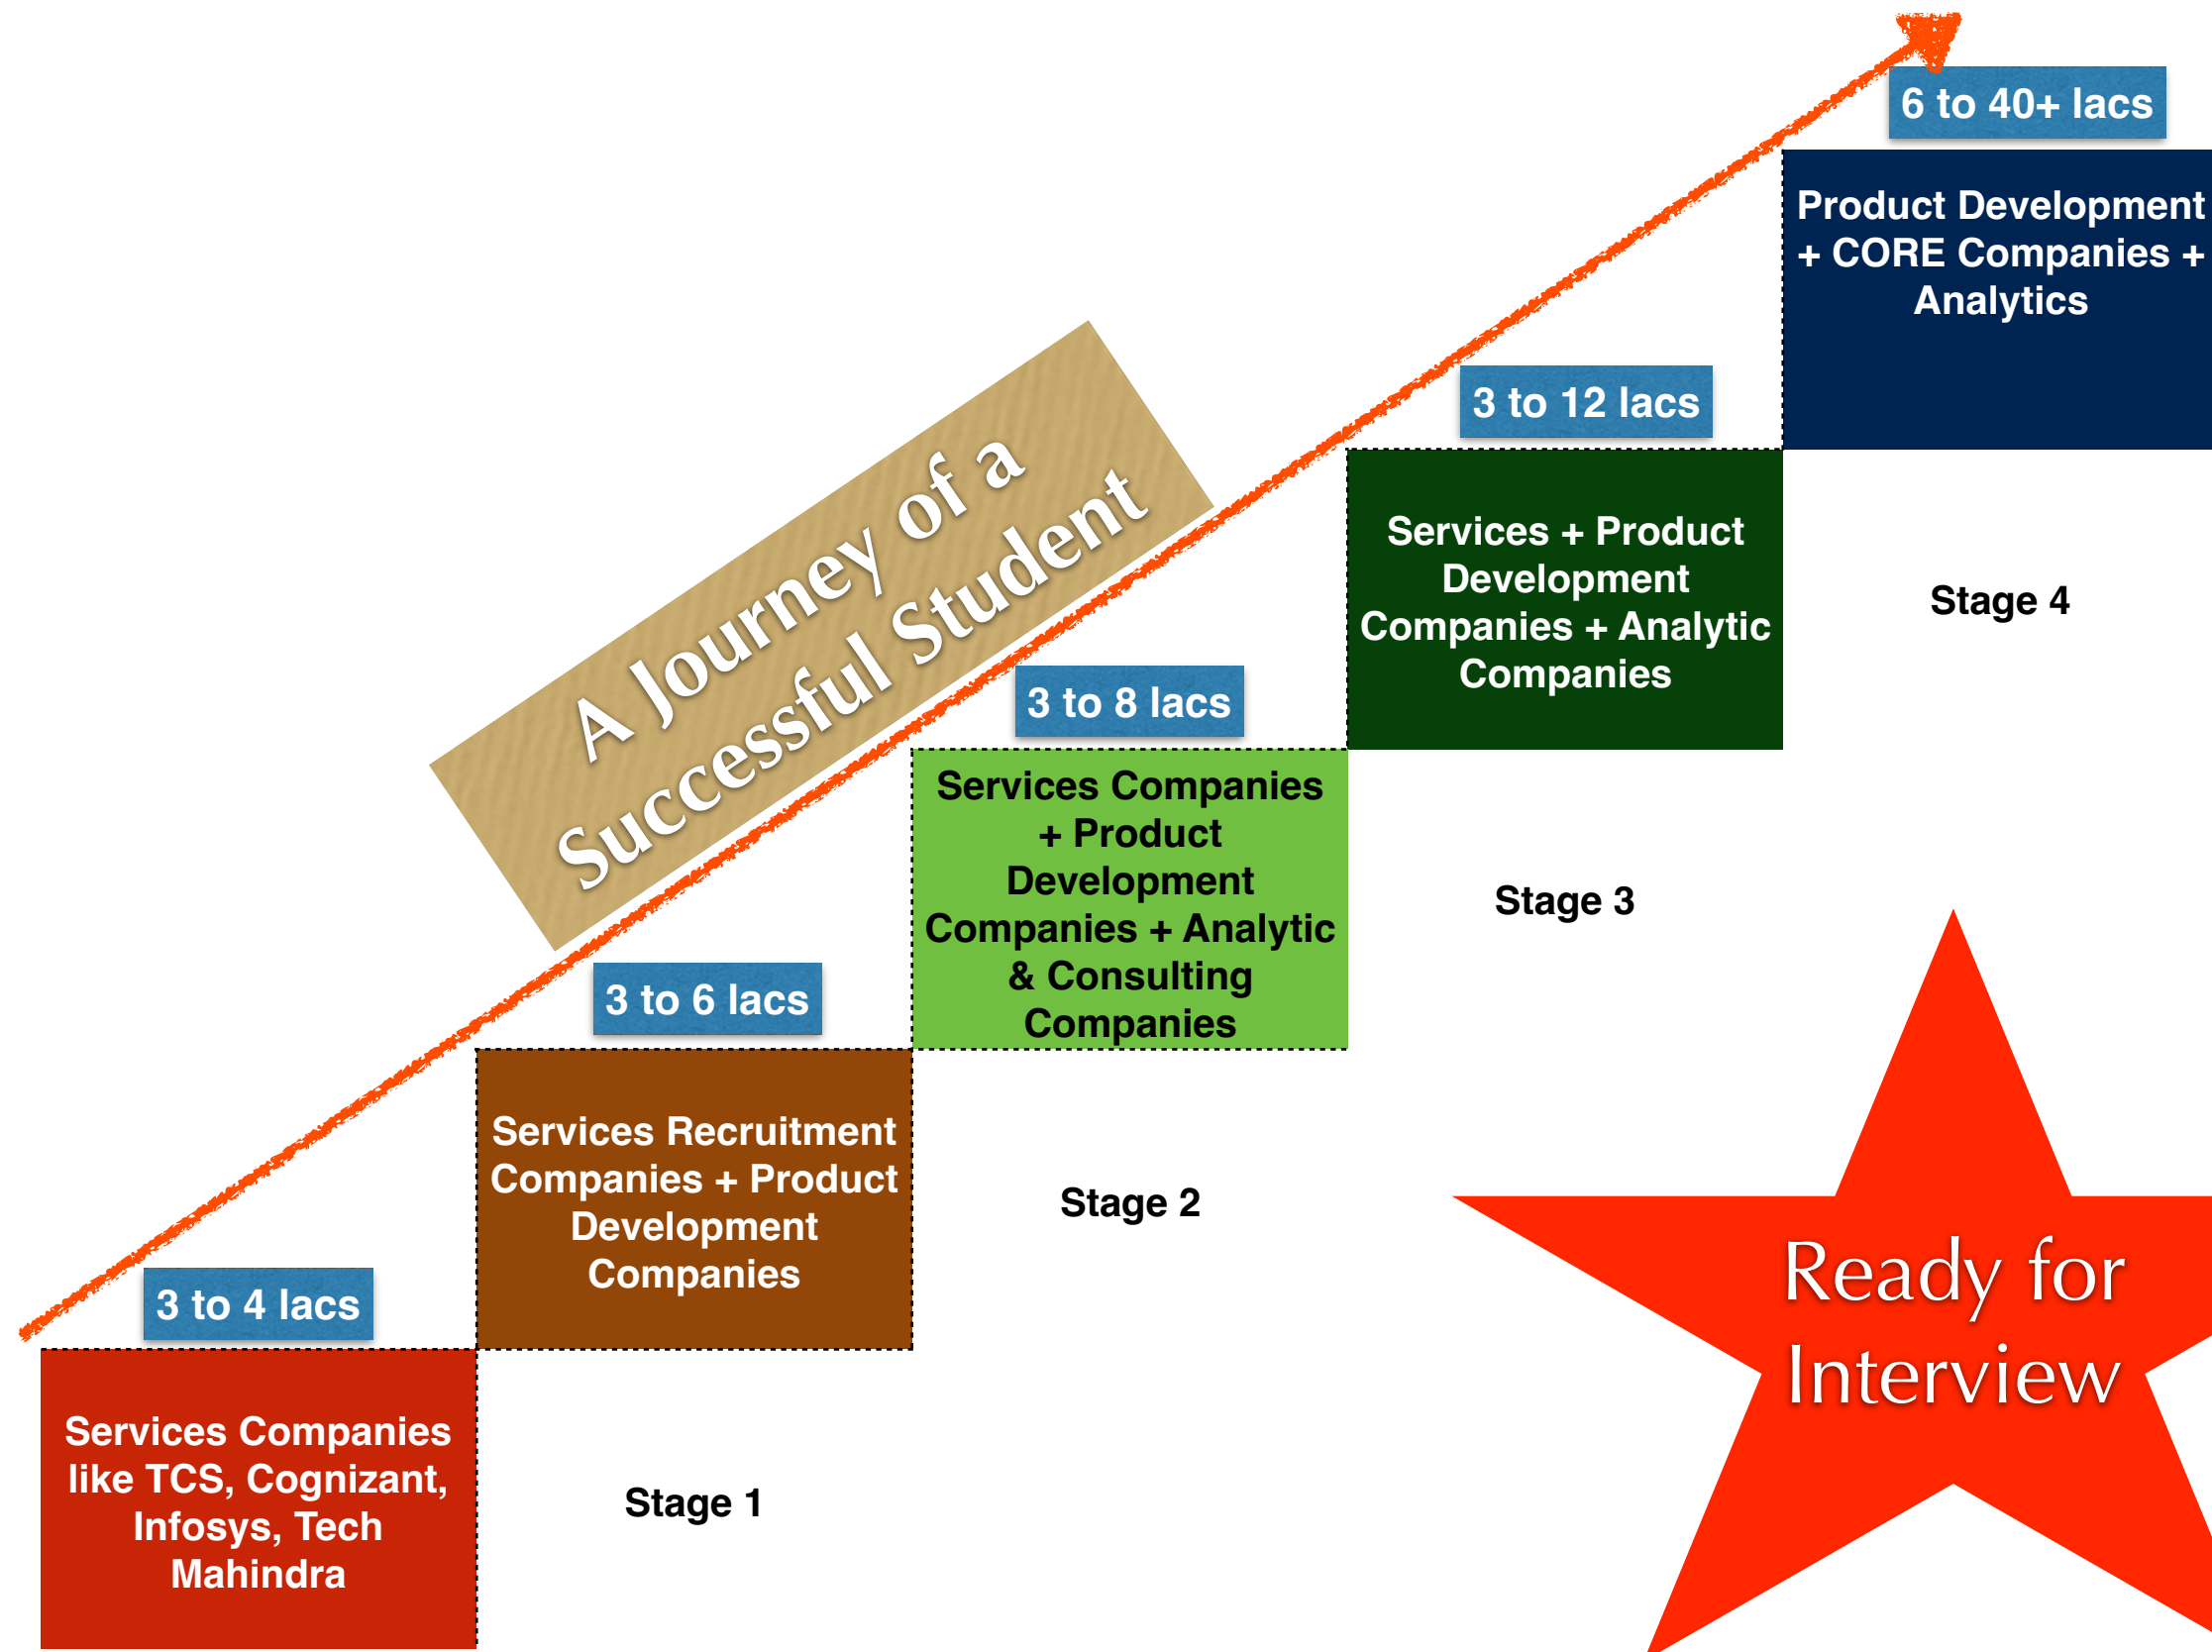 6 to 40+ lacs
Product Development
+ CORE Companies +
Analytics
3 to 12 lacs
Services + Product
Development
Companies + Analytic
Companies
Stage 4
A Journey of a
Successful Student
3 to 8 lacs
Services Companies
+ Product
Development
Companies + Analytic
& Consulting
Companies
Stage 3
3 to 6 lacs
Services Recruitment
Companies + Product
Development
Companies
Stage 2
3 to 4 lacs
Services Companies
like TCS, Cognizant,
Infosys, Tech
Mahindra
Stage 1
Ready for
Interview